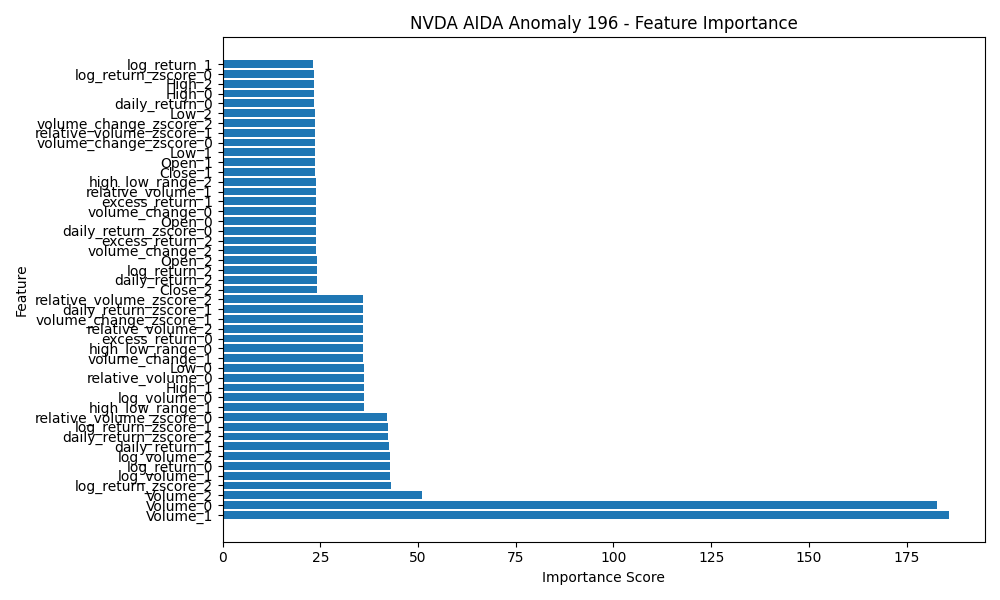 NVDA AIDA Anomaly 196 - Feature Importance
log_return_1
log_return_zscore_0
High_2
High_0
daily_return_0
Low_2
volume_change_zscore_2
relative_volume_zscore_1
volume_change_zscore_0
Low_1
Open_1
Close_1
high_low_range_2
relative_volume_1
excess_return_1
volume_change_0
Open_0
daily_return_zscore_0
excess_return_2
volume_change_2
Open_2
log_return_2
daily_return_2
Close_2
relative_volume_zscore_2
daily_return_zscore_1
volume_change_zscore_1
relative_volume_2
excess_return_0
high_low_range_0
volume_change_1
Low_0
relative_volume_0
High_1
log_volume_0
high_low_range_1
relative_volume_zscore_0
log_return_zscore_1
daily_return_zscore_2
daily_return_1
log_volume_2
log_return_0
log_volume_1
log_return_zscore_2
Volume_2
Volume_0
Volume_1
Feature
0 25 50 75 100 125 150 175
Importance Score